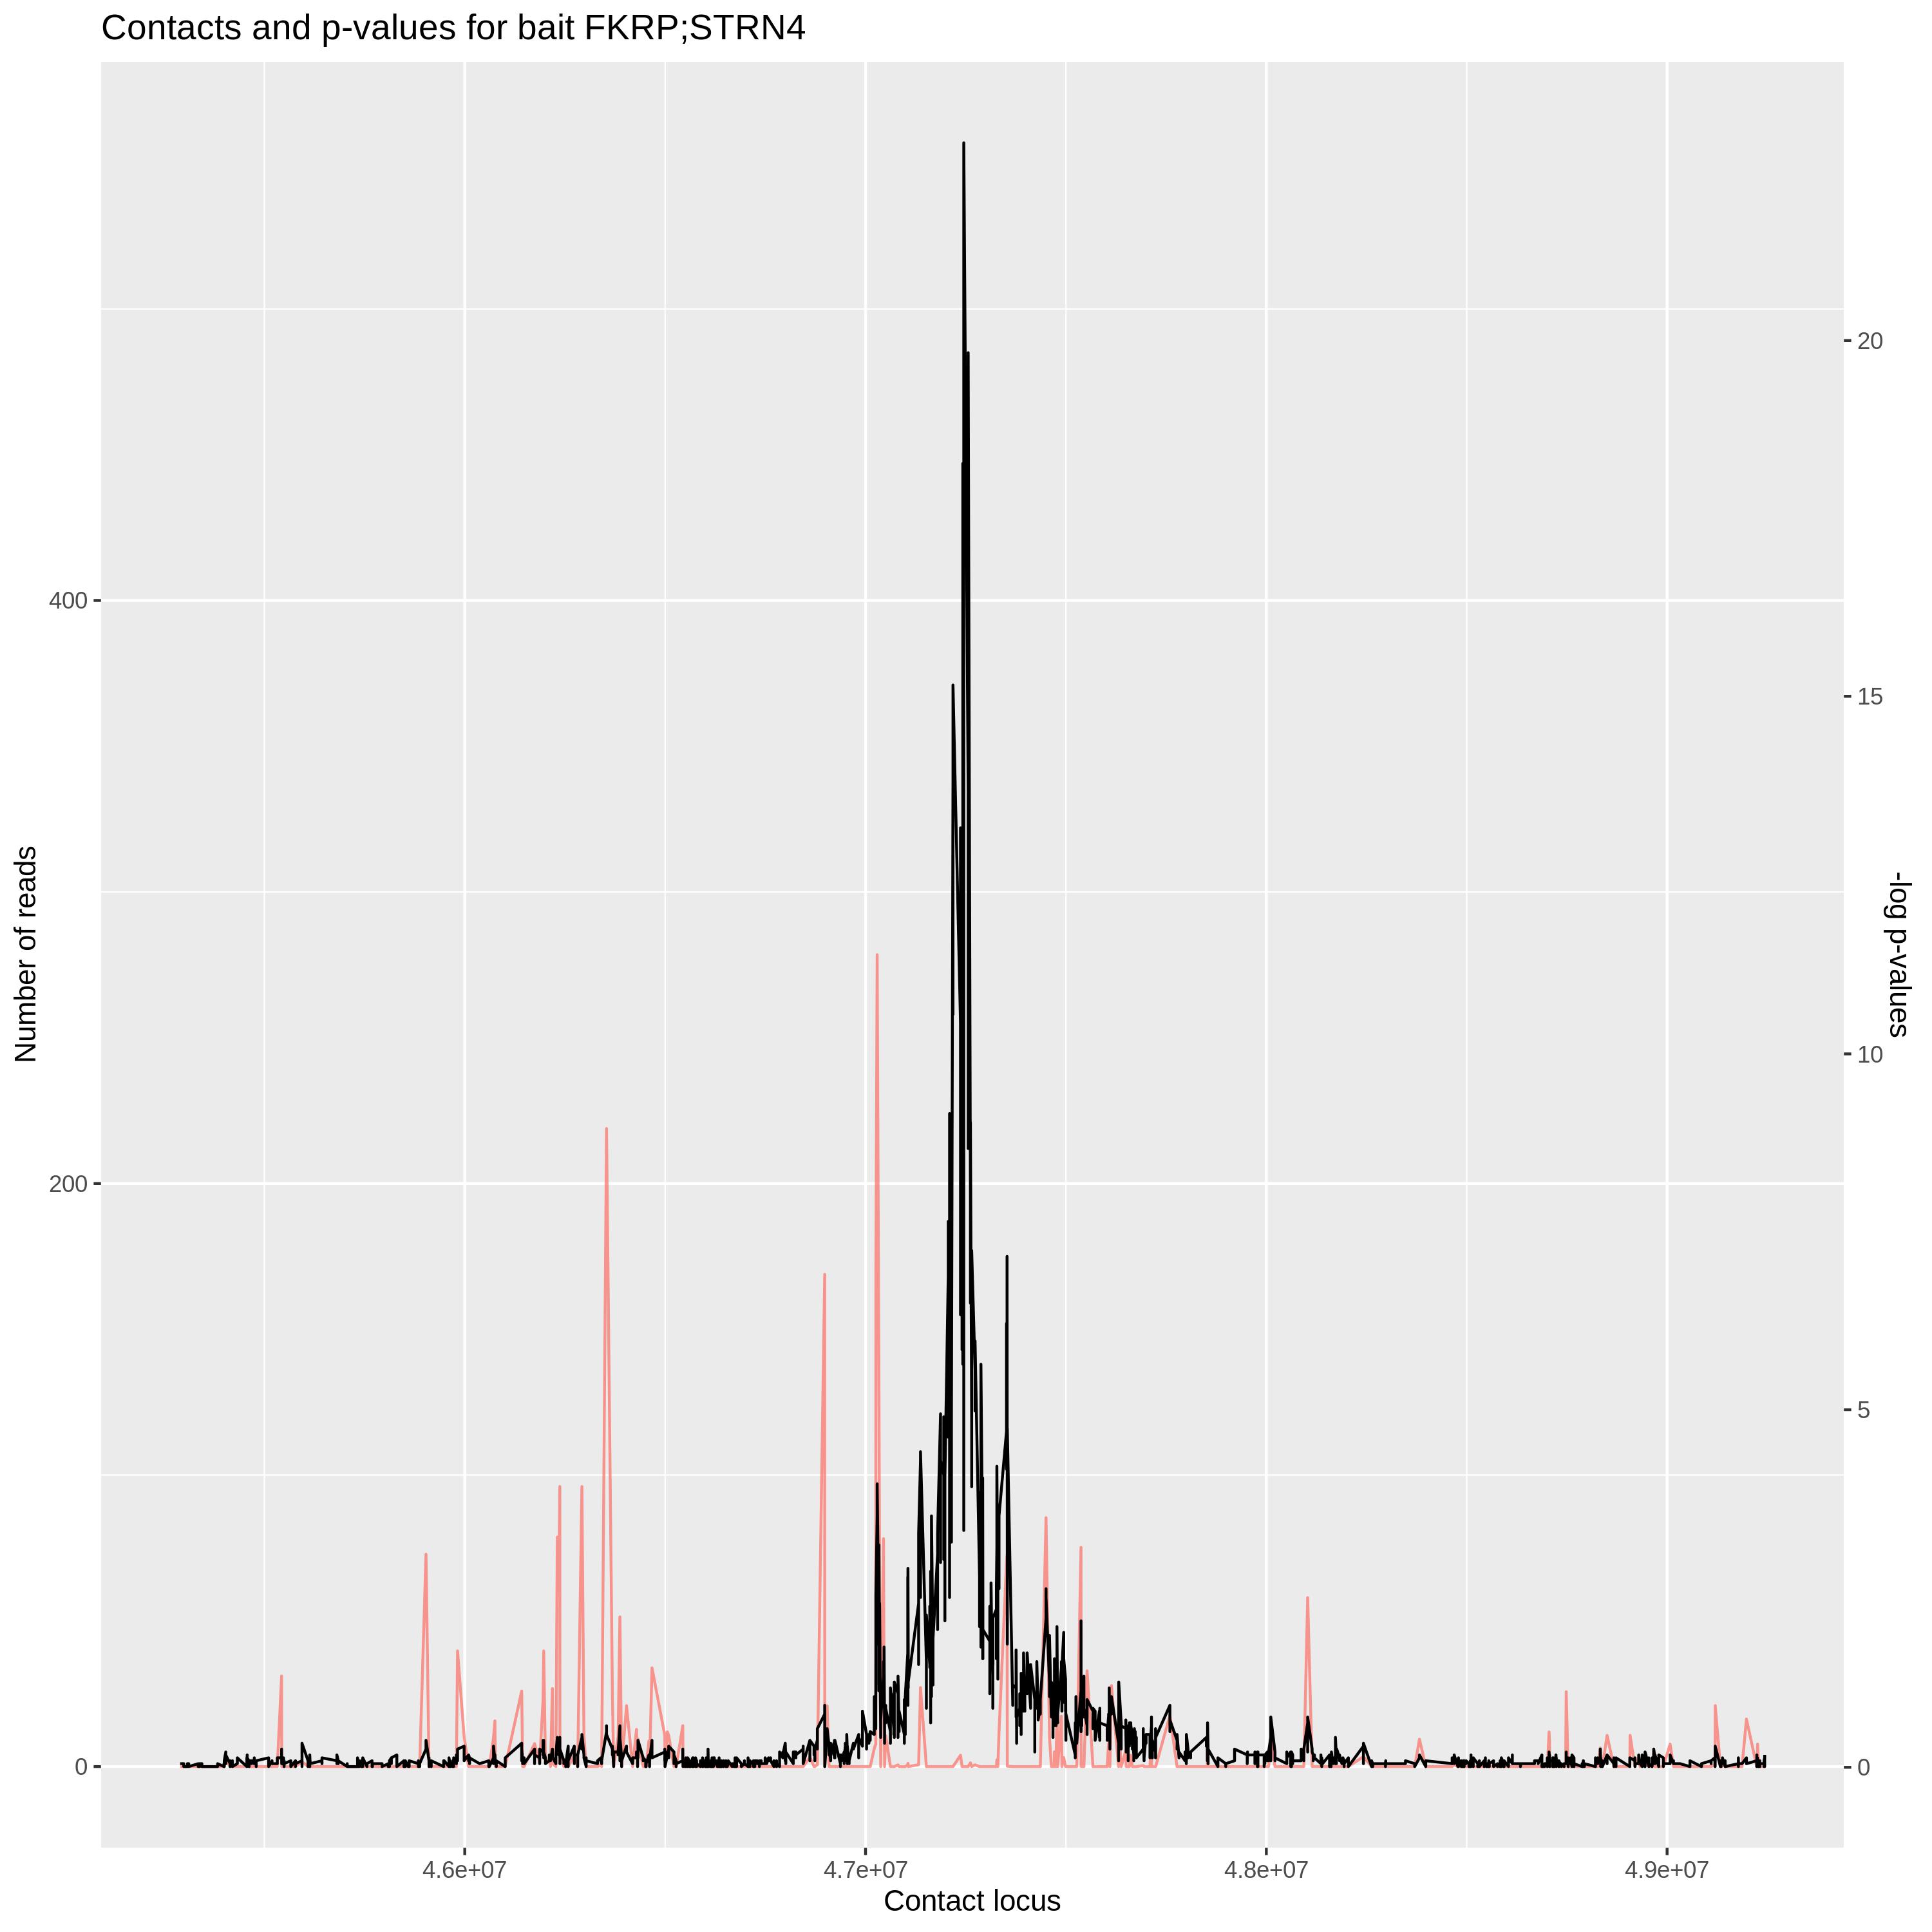 Contacts and p-values for bait FKRP;STRN4
Number of reads
400
200
0
20
15
10
5
0
-log p-values
4.6e+07
4.7e+07
4.8e+07
4.9e+07
Contact locus